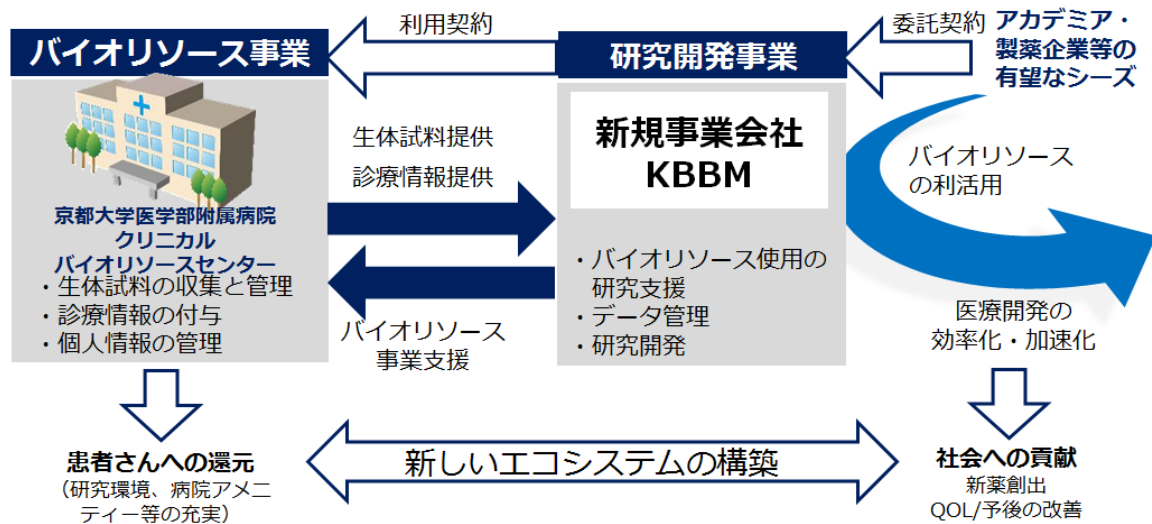 バイオリソース事業
京都大学医学部附属病院
クリニカル
バイオリソースセンター
・生体試料の収集と管理
・診療情報の付与
・個人情報の管理
利用契約
生体試料提供
診療情報提供
バイオリソース
事業支援
研究開発事業
新規事業会社
KBBM
・バイオリソース使用の
研究支援
・データ管理
・研究開発
委託契約
アカデミア・
製薬企業等の
有望なシーズ
バイオリソース
の利活用
医療開発の
効率化・加速化
患者さんへの還元
（研究環境、病院アメニ
ティー等の充実）
新しいエコシステムの構築
社会への貢献
新薬創出
QOL/予後の改善